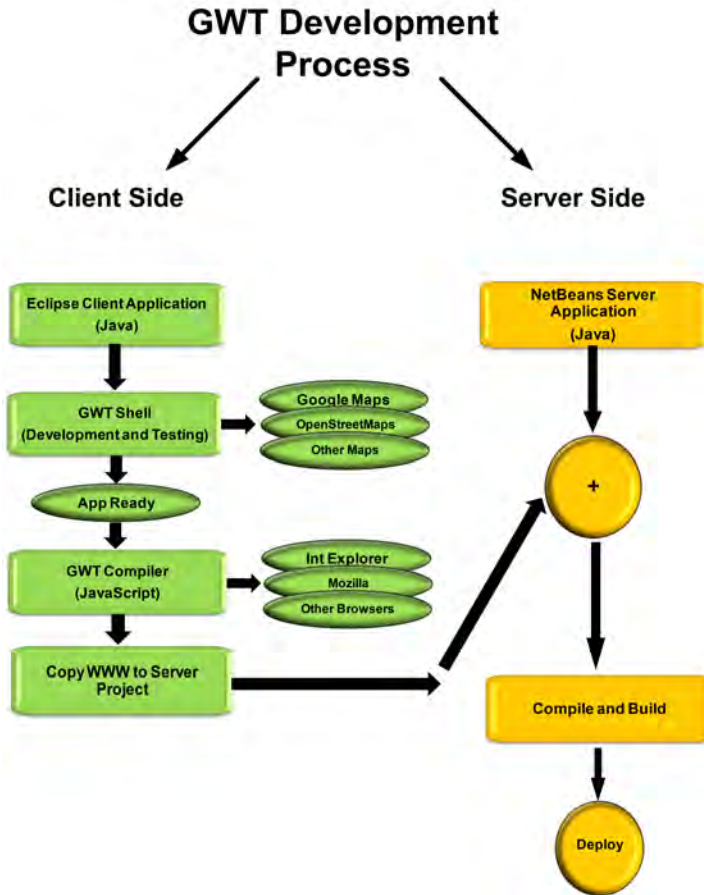 GWT Development
Process
Client Side
Server Side
Eclipse Client Application
(Java)
GWT Shell
(Development and Testing)
Google Maps
OpenStreetMaps
Other Maps
App Ready
GWT Compiler
(JavaScript)
Int Explorer
Mozilla
Other Browsers
Copy WWW to Server
Project
NetBeans Server
Application
(Java)
+
Compile and Build
Deploy